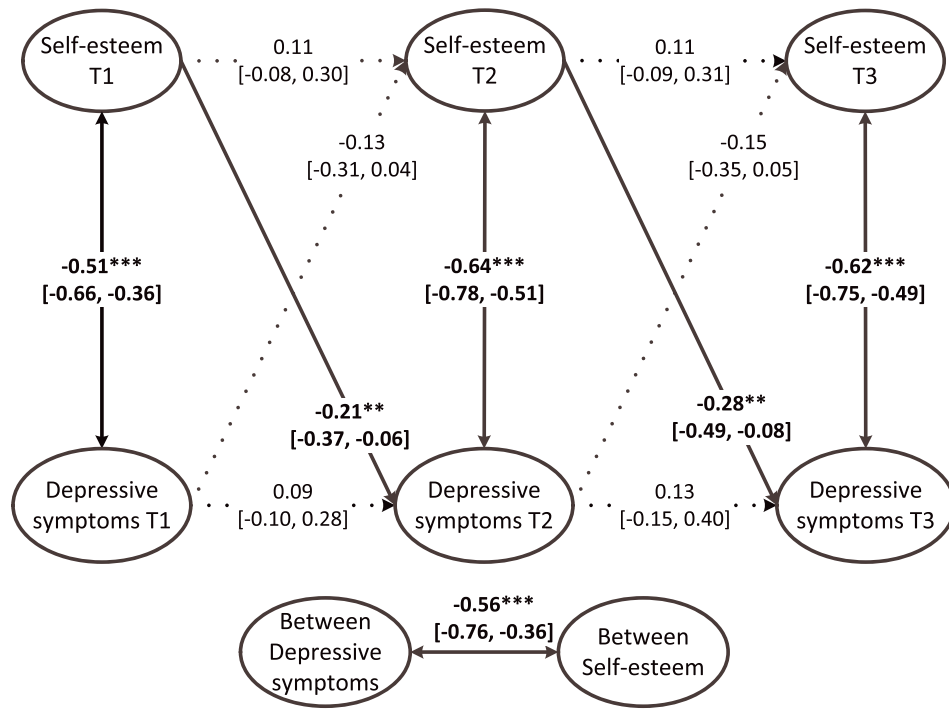 Self-esteem
T1
0.11
[-0.08, 0.30]
Self-esteem
T2
0.11
[-0.09, 0.31]
Self-esteem
T3
-0.13
[-0.31, 0.04]
-0.15
[-0.35, 0.05]
-0.51***
[-0.66, -0.36]
-0.64***
[-0.78, -0.51]
-0.62***
[-0.75, -0.49]
-0.21**
[-0.37, -0.06]
-0.28**
[-0.49, -0.08]
Depressive
symptoms T1
0.09
[-0.10, 0.28]
Depressive
symptoms T2
0.13
[-0.15, 0.40]
Depressive
symptoms T3
Between
Depressive
symptoms
-0.56***
[-0.76, -0.36]
Between
Self-esteem